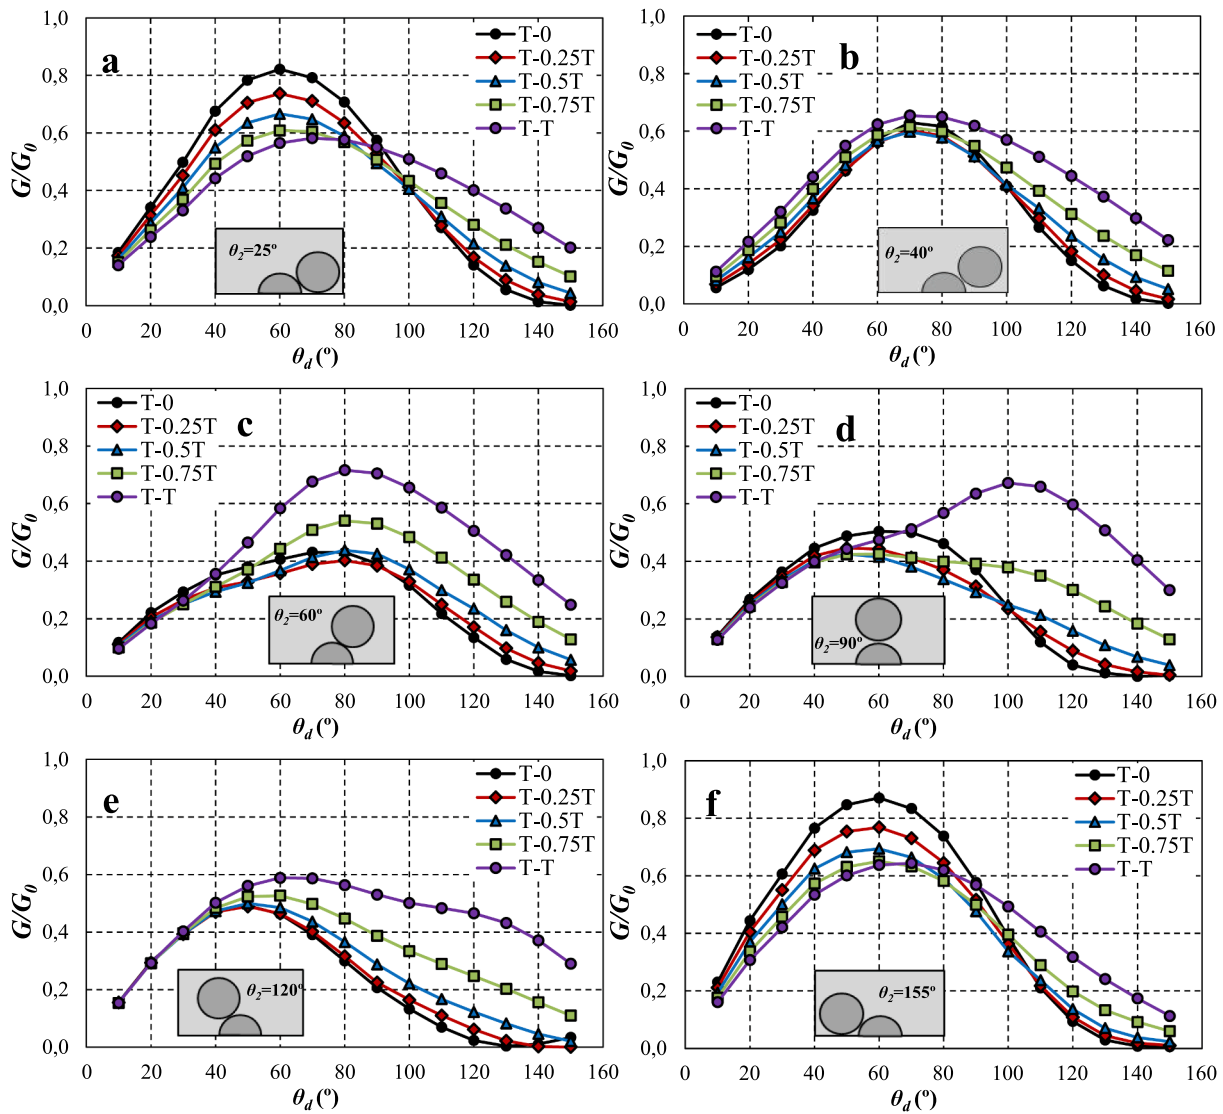 1,0
0,8
0,6
0,4
0,2
0,0
G/G0
a
T-0
T-0.25T
T-0.5T
T-0.75T
T-T
θ2=25º
0 20 40 60 80 100 120 140 160
θd (º)
1,0
0,8
0,6
0,4
0,2
0,0
G/G0
b
T-0
T-0.25T
T-0.5T
T-0.75T
T-T
θ2=40º
0 20 40 60 80 100 120 140 160
θd (º)
1,0
0,8
0,6
0,4
0,2
0,0
G/G0
T-0
T-0.25T
T-0.5T
T-0.75T
T-T
c
θ2=60º
0 20 40 60 80 100 120 140 160
θd (º)
1,0
0,8
0,6
0,4
0,2
0,0
G/G0
T-0
T-0.25T
T-0.5T
T-0.75T
T-T
d
θ2=90º
0 20 40 60 80 100 120 140 160
θd (º)
1,0
0,8
0,6
0,4
0,2
0,0
G/G0
e
T-0
T-0.25T
T-0.5T
T-0.75T
T-T
θ2=120º
0 20 40 60 80 100 120 140 160
θd (º)
1,0
0,8
0,6
0,4
0,2
0,0
G/G0
f
T-0
T-0.25T
T-0.5T
T-0.75T
T-T
θ2=155º
0 20 40 60 80 100 120 140 160
θd (º)